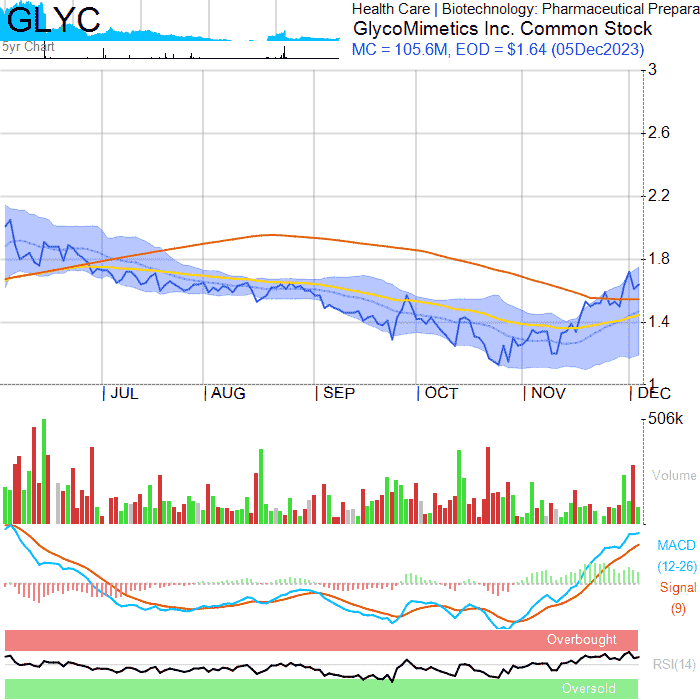 GLYC
5yr Chart
Health Care | Biotechnology: Pharmaceutical Prepara
GlycoMimetics Inc. Common Stock
MC = 105.6M, EOD = $1.64 (05Dec2023)
3
2.6
2.2
1.8
1.4
1
JUL
AUG
SEP
OCT
NOV
DEC
506k
Volume
MACD
(12-26)
Signal
(9)
Overbought
RSI(14)
Oversold